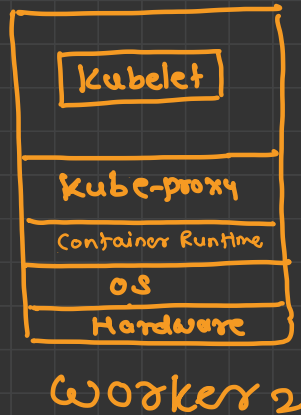 Kubelet
Kube-proxy
Container Runtime
OS
Hardware
Worker 2